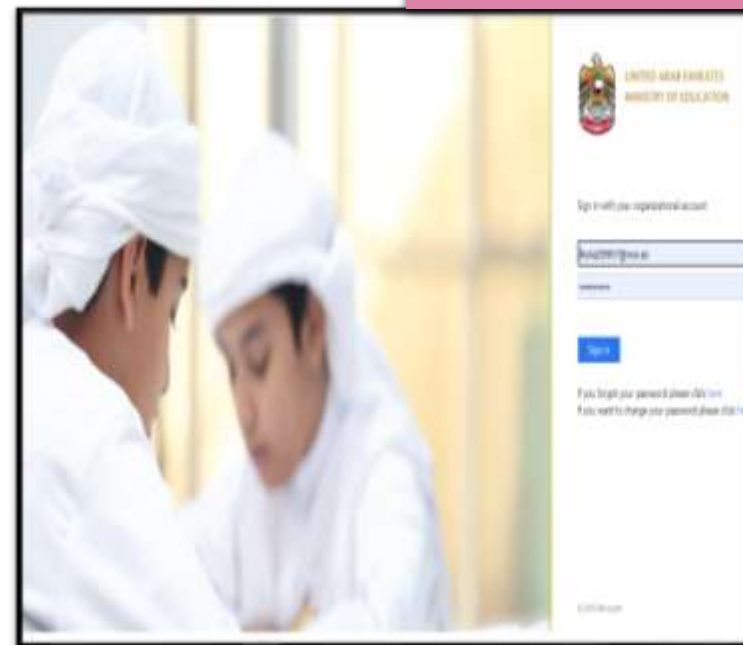 UNITED ARAB EMIRATES
MINISTRY OF EDUCATION
Sign in with your organizational account
Sign in
If you forgot your password please click here
If you want to change your password please click